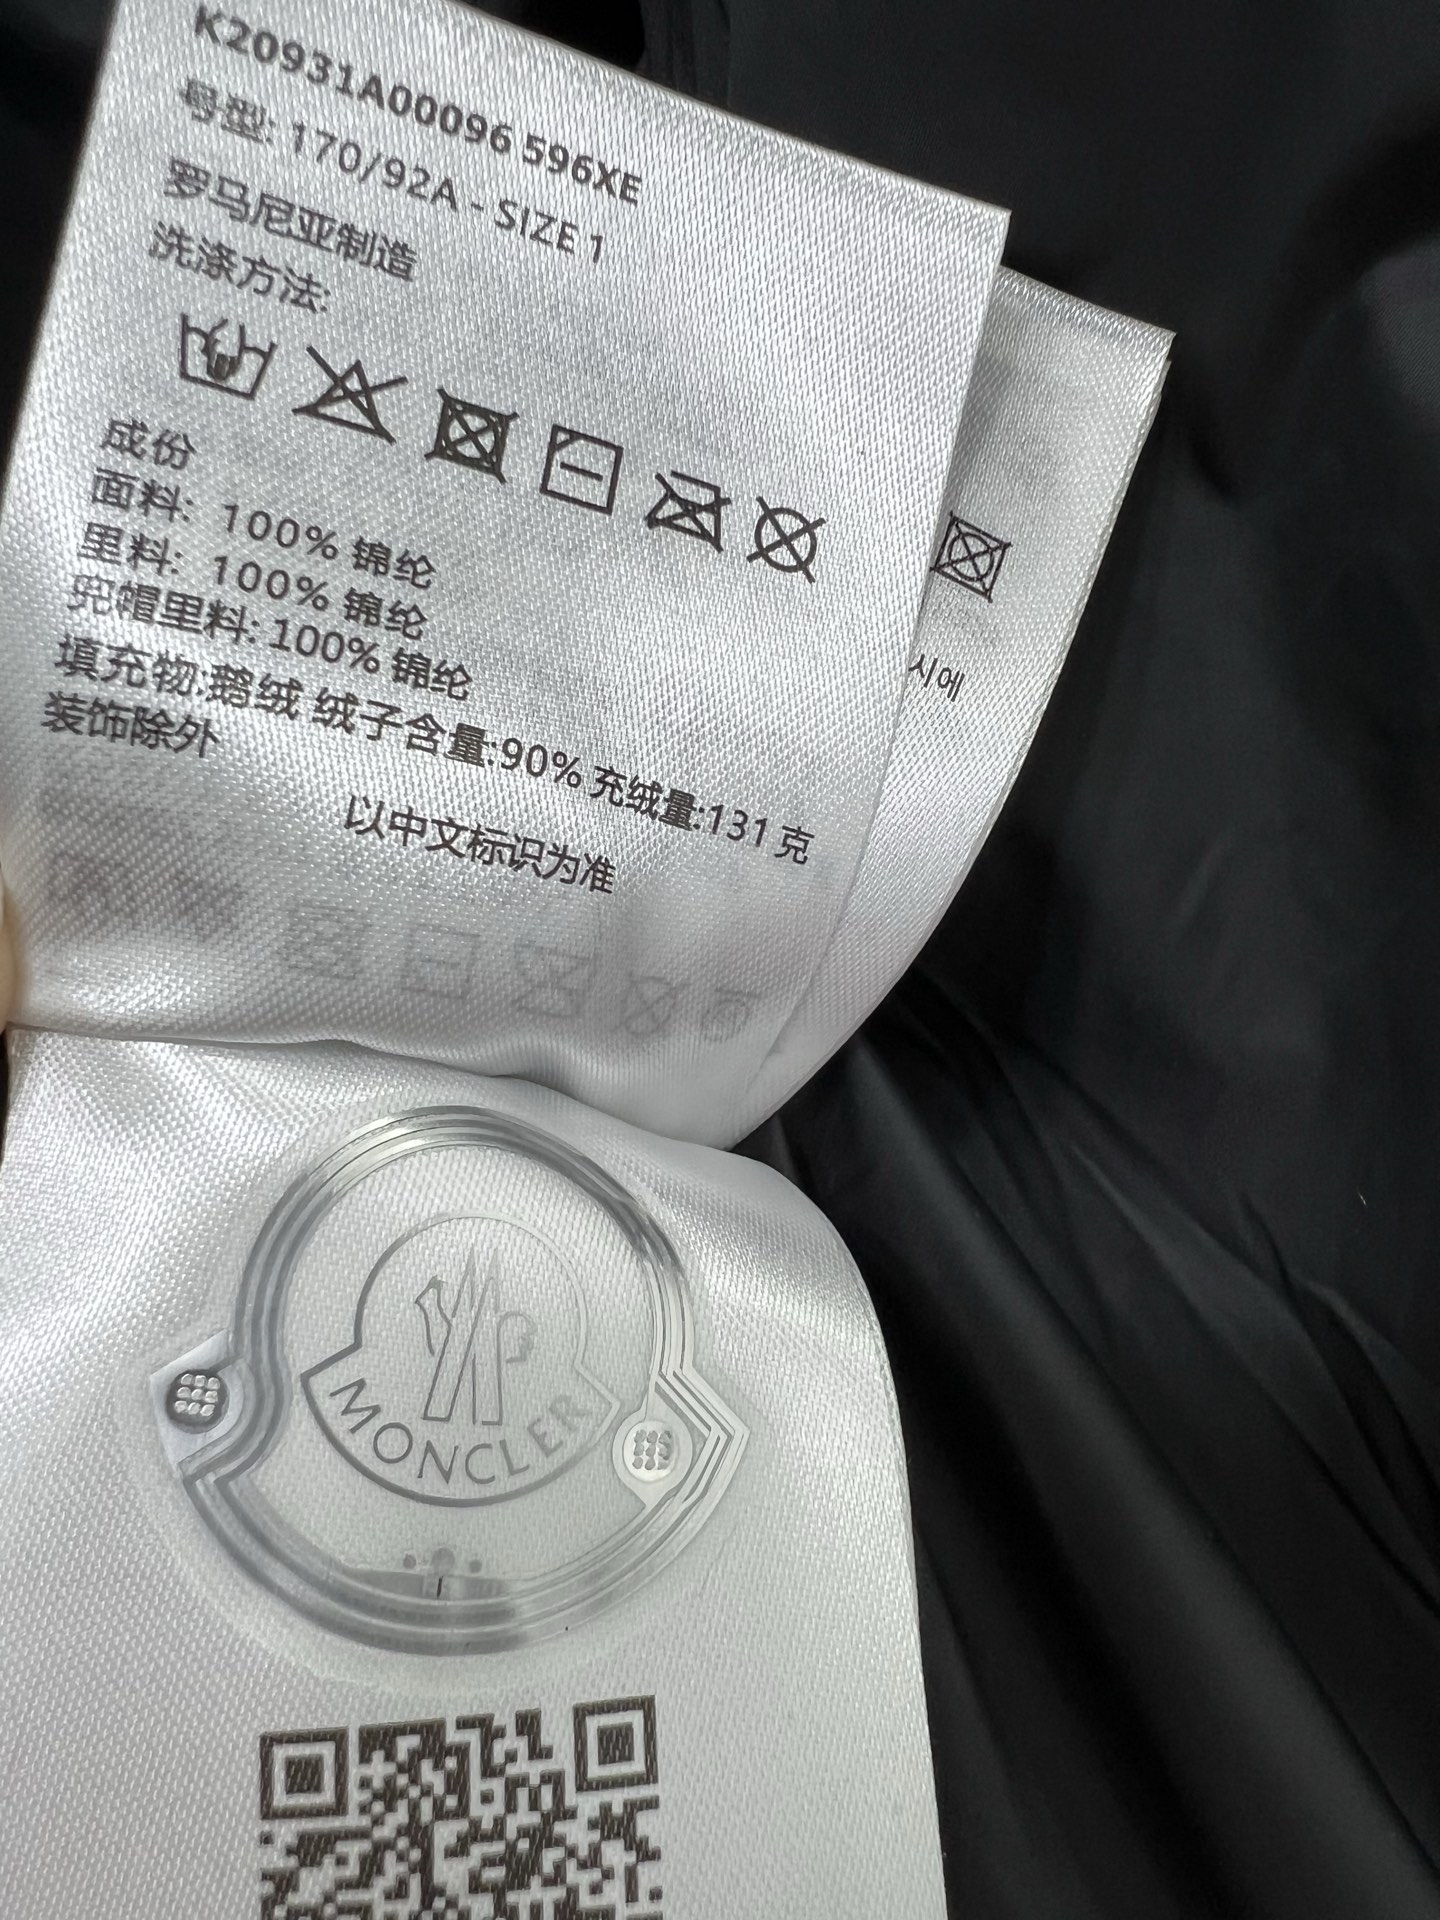 K20931A00096 596XE
号型: 170/92A - SIZE 1
罗马尼亚制造
洗涤方法:
成份
面料: 100% 锦纶
里料: 100% 锦纶
兜帽里料: 100% 锦纶
填充物:鹅绒 绒子含量:90% 充绒量:131 克
装饰除外
以中文标识为准
시에
MONCLER